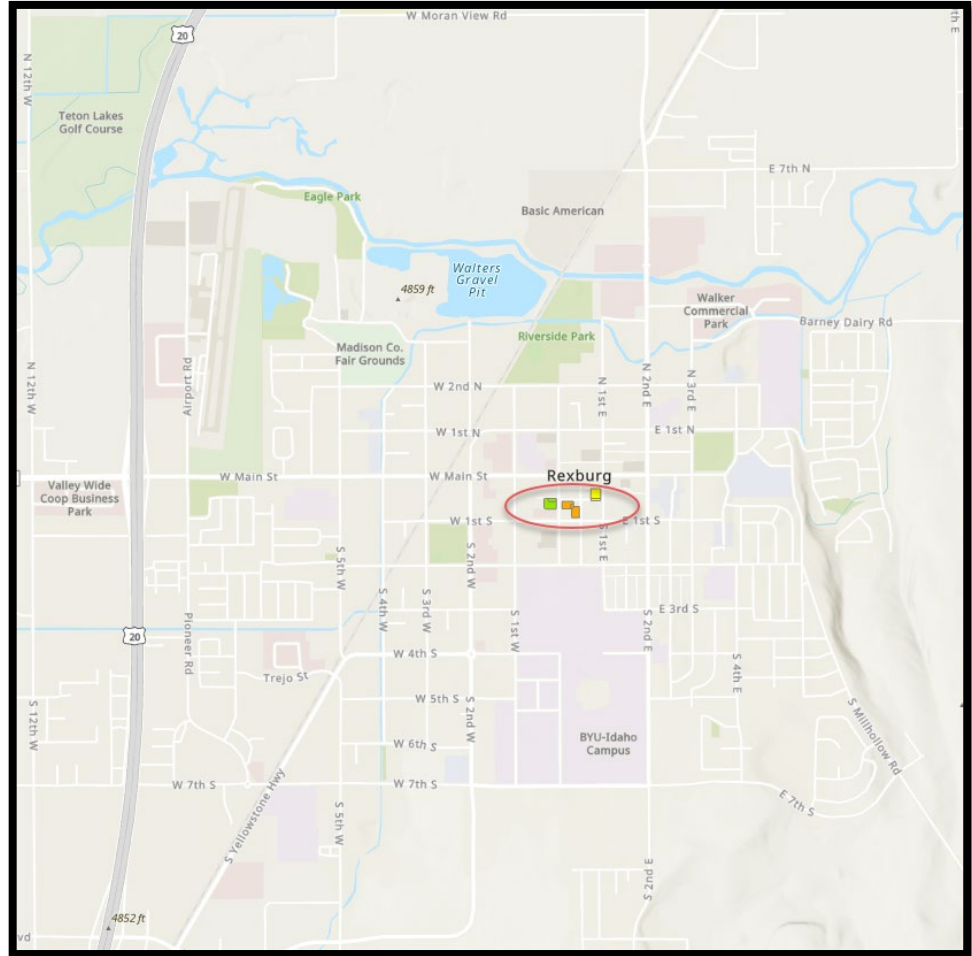 W Moran View Rd
20
N 12th W
th E
Teton Lakes
Golf Course
E 7th N
Eagle Park
Basic American
Walters
Gravel
Pit
4859 ft
Walker
Commercial
Park
Barney Dairy Rd
Riverside Park
Madison Co.
Fair Grounds
Airport Rd
N 12th W
W 2nd N
N 1st E
N 2nd E
N 3rd E
W 1st N
E 1st N
W Main St
W Main St
Rexburg
Valley Wide
Coop Business
Park
W 1st S
E 1st S
S 1st E
S 5th W
S 2nd W
S 4th W
S 3rd W
S 1st W
E 3rd S
S 2nd E
20
Pioneer Rd
W 4th S
Trejo St
S 4th E
W 5th S
S 2nd W
S 12th W
S Millhollow Rd
W 6th S
BYU-Idaho
Campus
W 7th S
W 7th S
E 7th S
S Yellowstone Hwy
S 5th W
S 2nd E
4852 ft
vd